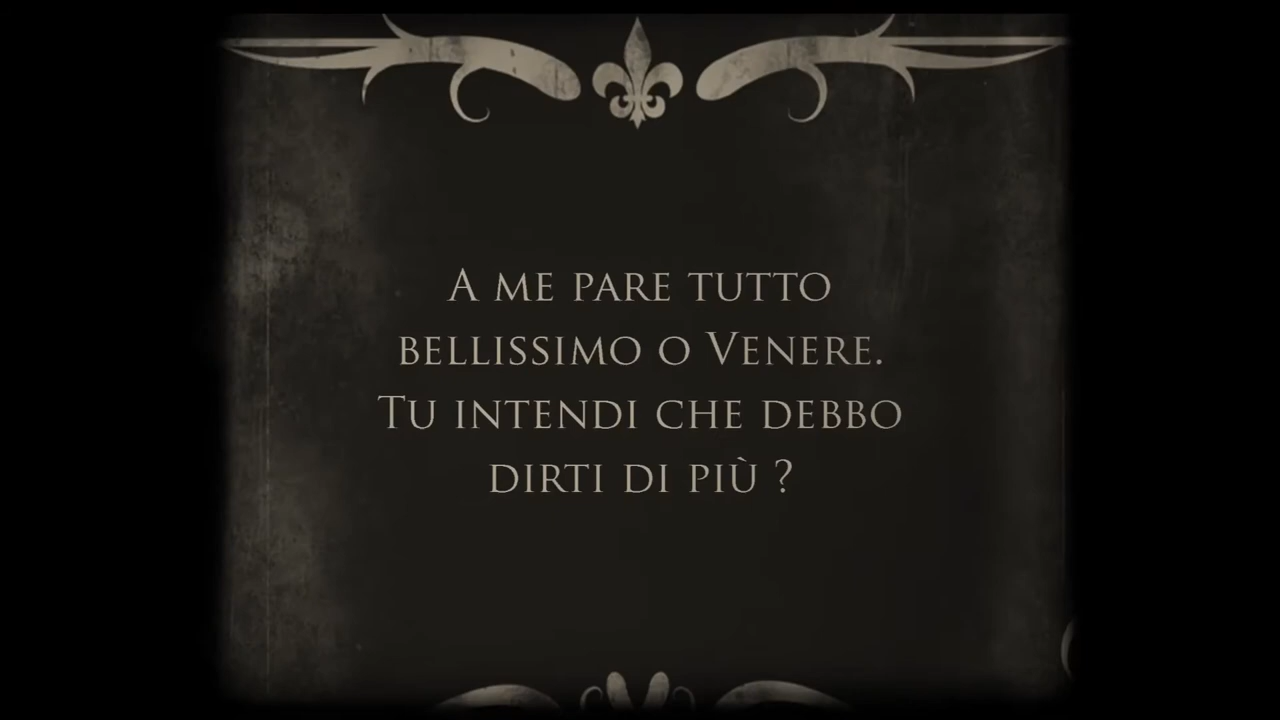 A ME PARE TUTTO
BELLISSIMO O VENERE.
TU INTENDI CHE DEBBO
DIRTI DI PIÙ ?